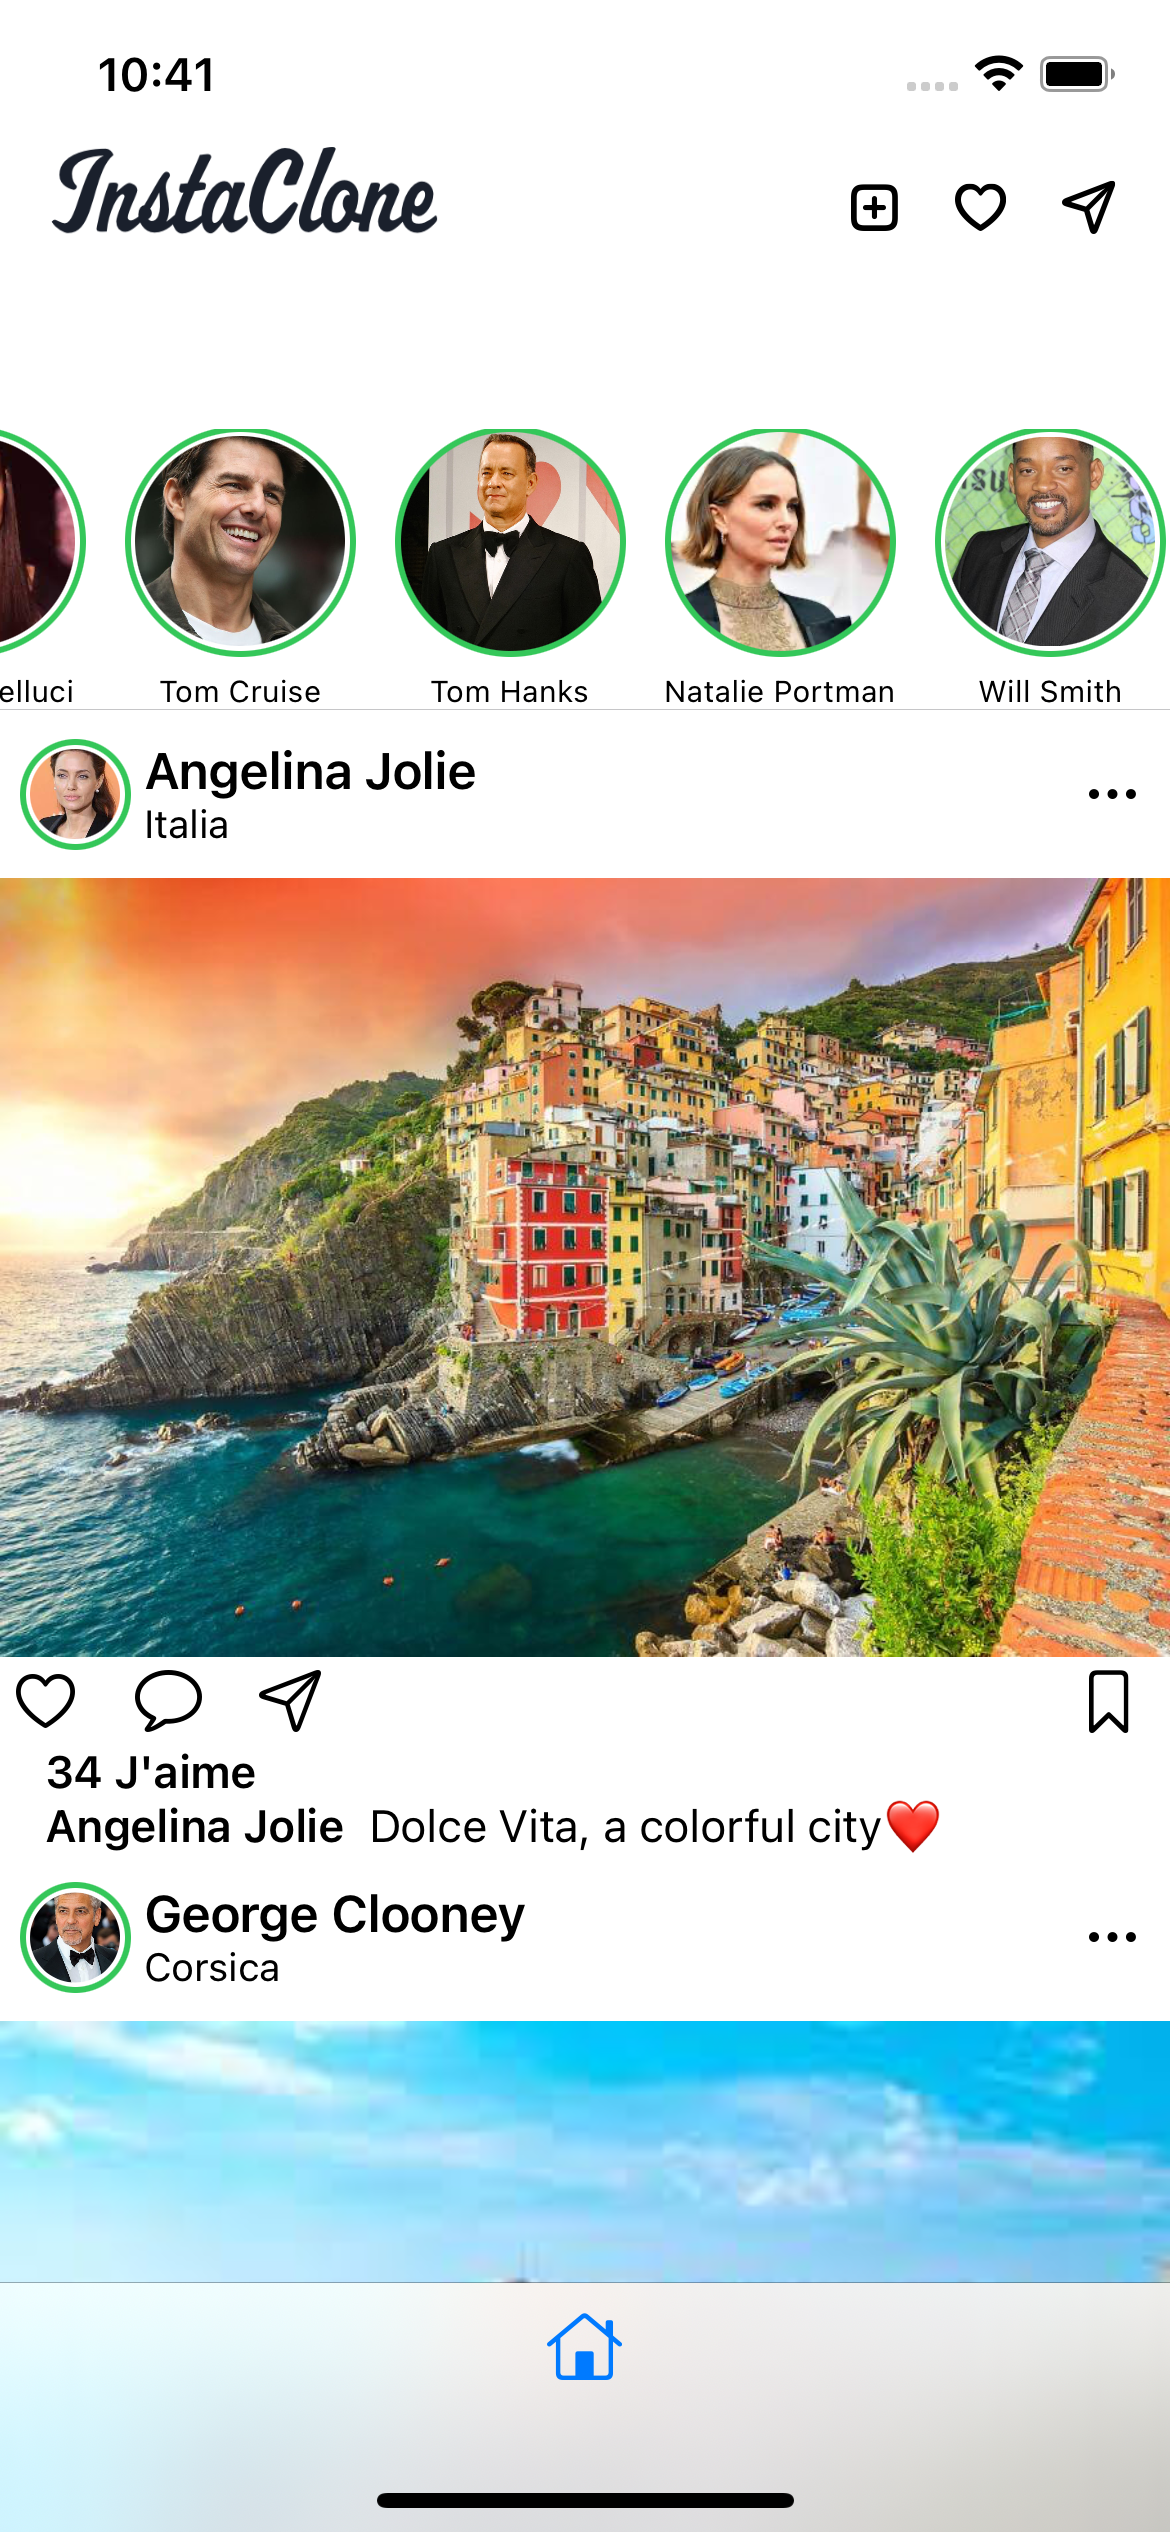 10:41
InstaClone
elluci
Tom Cruise
Tom Hanks
Natalie Portman
Will Smith
Angelina Jolie
Italia
34 J'aime
Angelina Jolie Dolce Vita, a colorful city❤️
George Clooney
Corsica